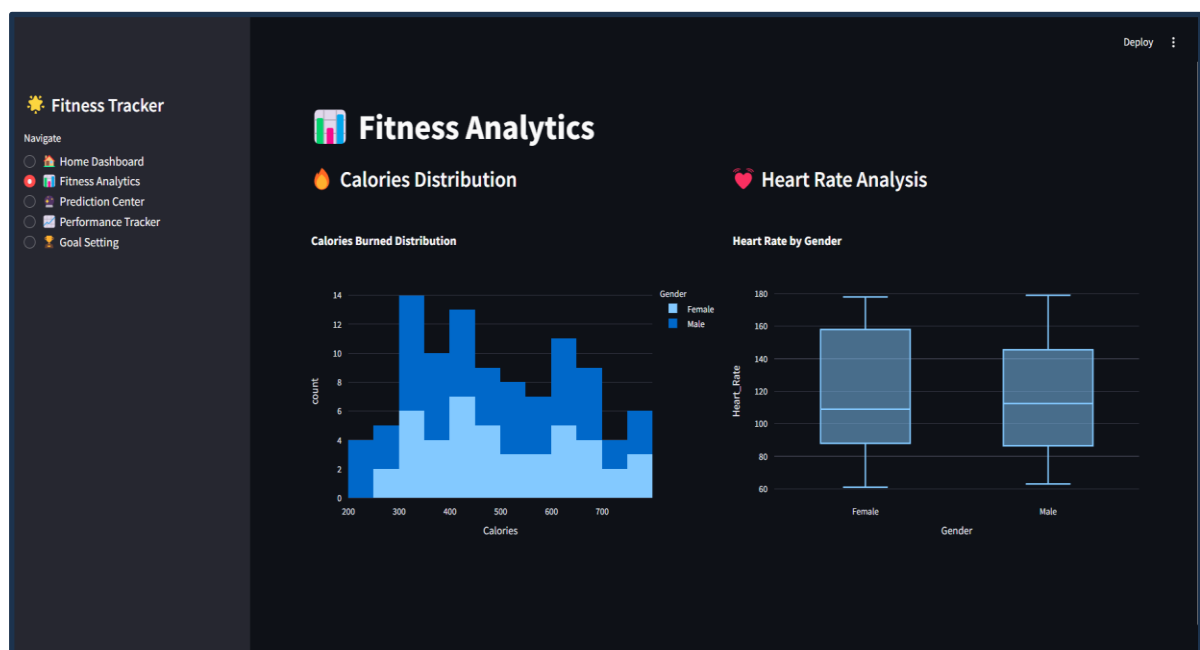 Deploy
🌟 Fitness Tracker
Navigate
🏠 Home Dashboard
📊 Fitness Analytics
🔮 Prediction Center
📈 Performance Tracker
🏆 Goal Setting
📊 Fitness Analytics
🔥 Calories Distribution
💓 Heart Rate Analysis
Calories Burned Distribution
Gender
Female
Male
count
14
12
10
8
6
4
2
0
200 300 400 500 600 700
Calories
Heart Rate by Gender
Heart_Rate
180
160
140
120
100
80
60
Female Male
Gender